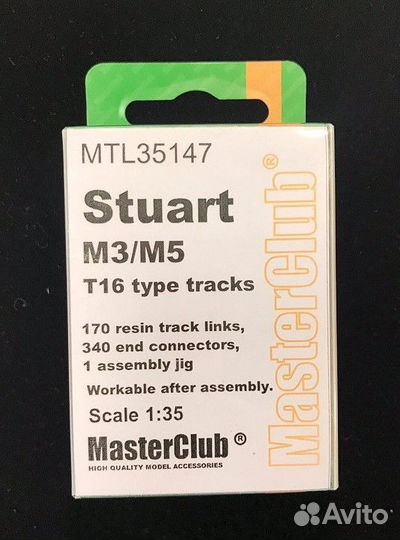 MTL35147
Stuart
M3/M5
T16 type tracks
170 resin track links,
340 end connectors,
1 assembly jig
Workable after assembly.
Scale 1:35
MasterClub®
HIGH QUALITY MODEL ACCESSORIES
MasterClub®
Avito